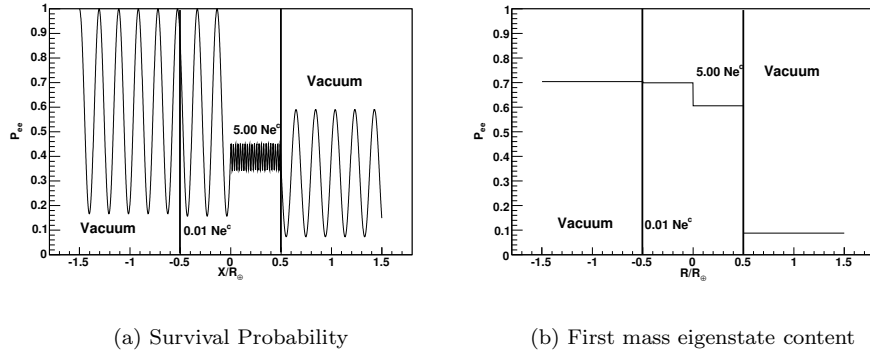 1
0.9
0.8
0.7
0.6
0.5
0.4
0.3
0.2
0.1
0
P_ee
Vacuum
5.00 Ne^c
Vacuum
0.01 Ne^c
-1.5 -1 -0.5 0 0.5 1 1.5
X/R_⊕
(a) Survival Probability
1
0.9
0.8
0.7
0.6
0.5
0.4
0.3
0.2
0.1
0
P_ee
5.00 Ne^c
Vacuum
Vacuum
0.01 Ne^c
-1.5 -1 -0.5 0 0.5 1 1.5
R/R_⊕
(b) First mass eigenstate content